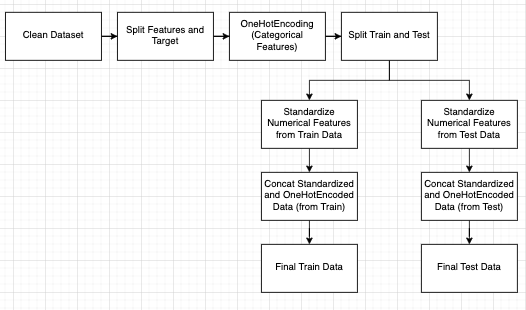 Clean Dataset
Split Features and
Target
OneHotEncoding
(Categorical
Features)
Split Train and Test
Standardize
Numerical Features
from Train Data
Standardize
Numerical Features
from Test Data
Concat Standardized
and OneHotEncoded
Data (from Train)
Concat Standardized
and OneHotEncoded
Data (from Test)
Final Train Data
Final Test Data